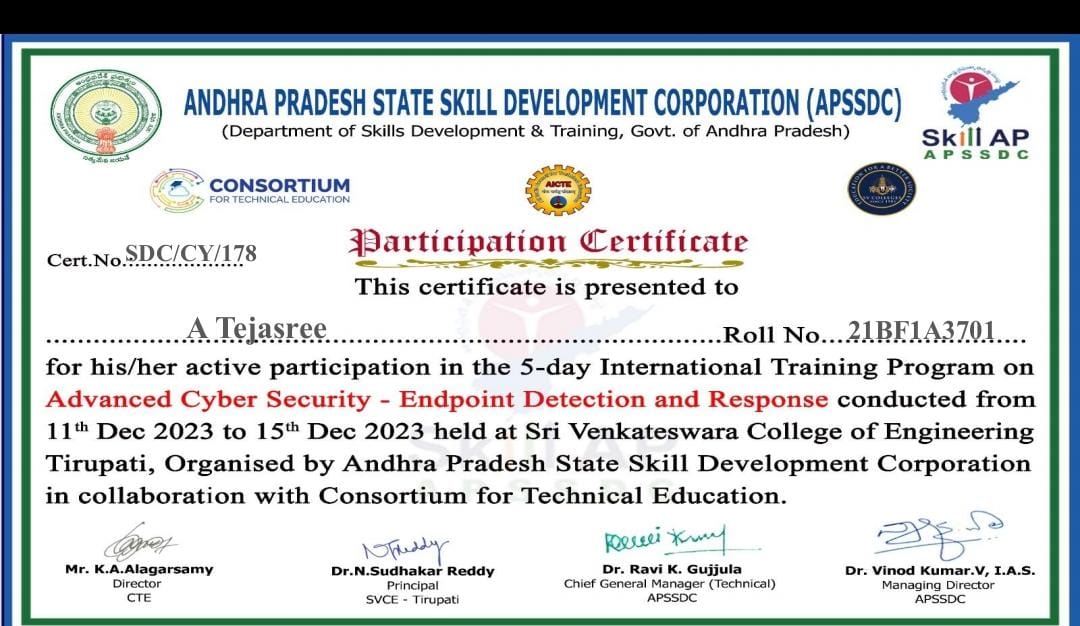 ANDHRA PRADESH STATE SKILL DEVELOPMENT CORPORATION (APSSDC)
(Department of Skills Development & Training, Govt. of Andhra Pradesh)
Skill AP
APSSDC
CONSORTIUM
FOR TECHNICAL EDUCATION
AICTE
SV COLLEGES
Participation Certificate
Cert.No.SDC/CY/178
This certificate is presented to
A Tejasree Roll No. 21BF1A3701
for his/her active participation in the 5-day International Training Program on
Advanced Cyber Security - Endpoint Detection and Response conducted from
11th Dec 2023 to 15th Dec 2023 held at Sri Venkateswara College of Engineering
Tirupati, Organised by Andhra Pradesh State Skill Development Corporation
in collaboration with Consortium for Technical Education.
Mr. K.A.Alagarsamy
Director
CTE
Dr.N.Sudhakar Reddy
Principal
SVCE - Tirupati
Dr. Ravi K. Gujjula
Chief General Manager (Technical)
APSSDC
Dr. Vinod Kumar.V, I.A.S.
Managing Director
APSSDC